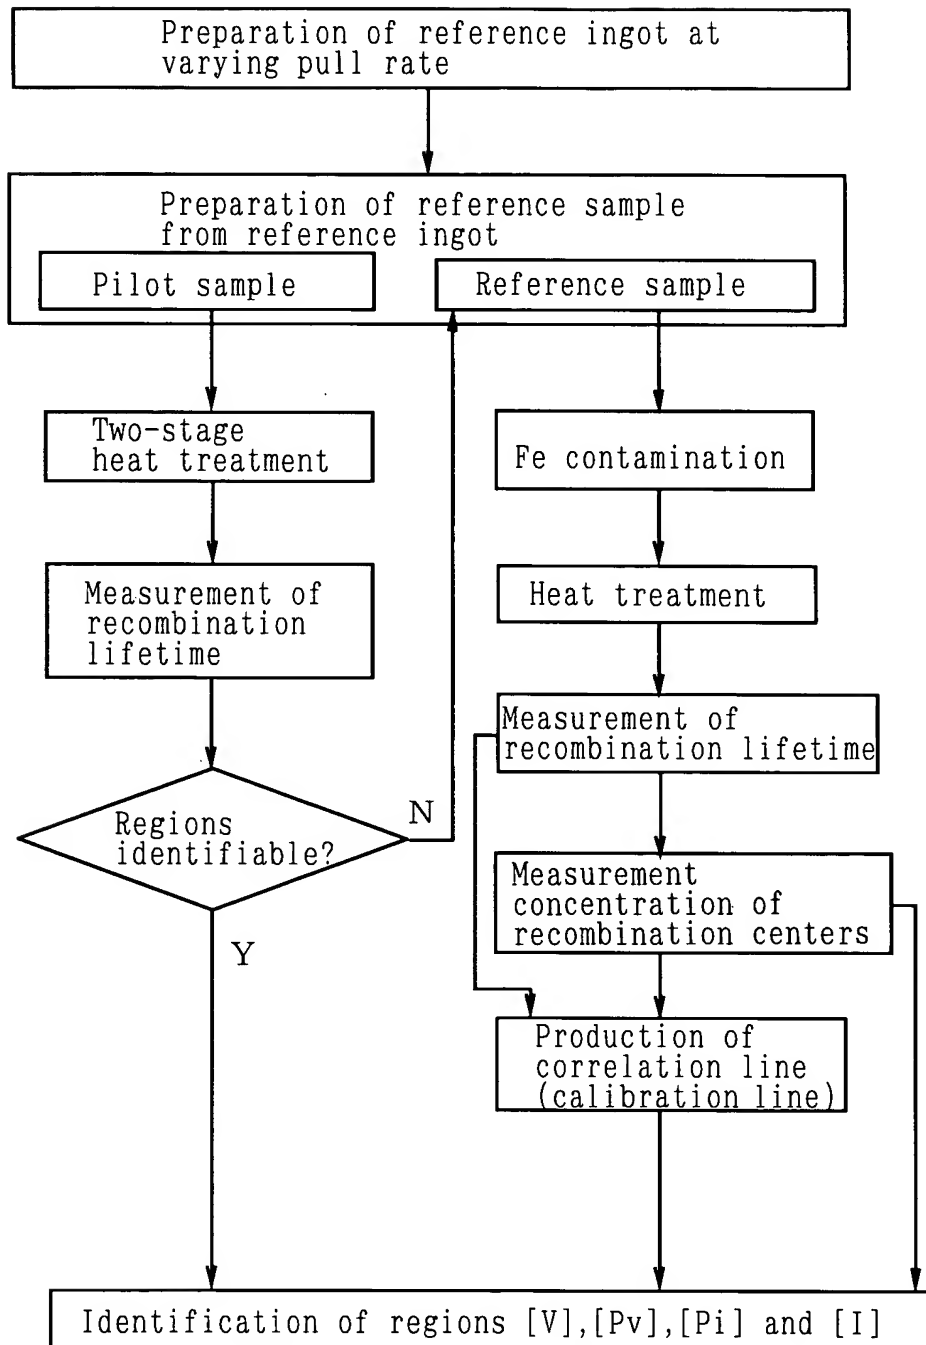 Preparation of reference ingot at
varying pull rate
Preparation of reference sample
from reference ingot
Pilot sample
Reference sample
Two-stage
heat treatment
Fe contamination
Measurement of
recombination
lifetime
Heat treatment
Measurement of
recombination lifetime
Regions
identifiable?
N
Y
Measurement
concentration of
recombination centers
Production of
correlation line
(calibration line)
Identification of regions [V],[Pv],[Pi] and [I]